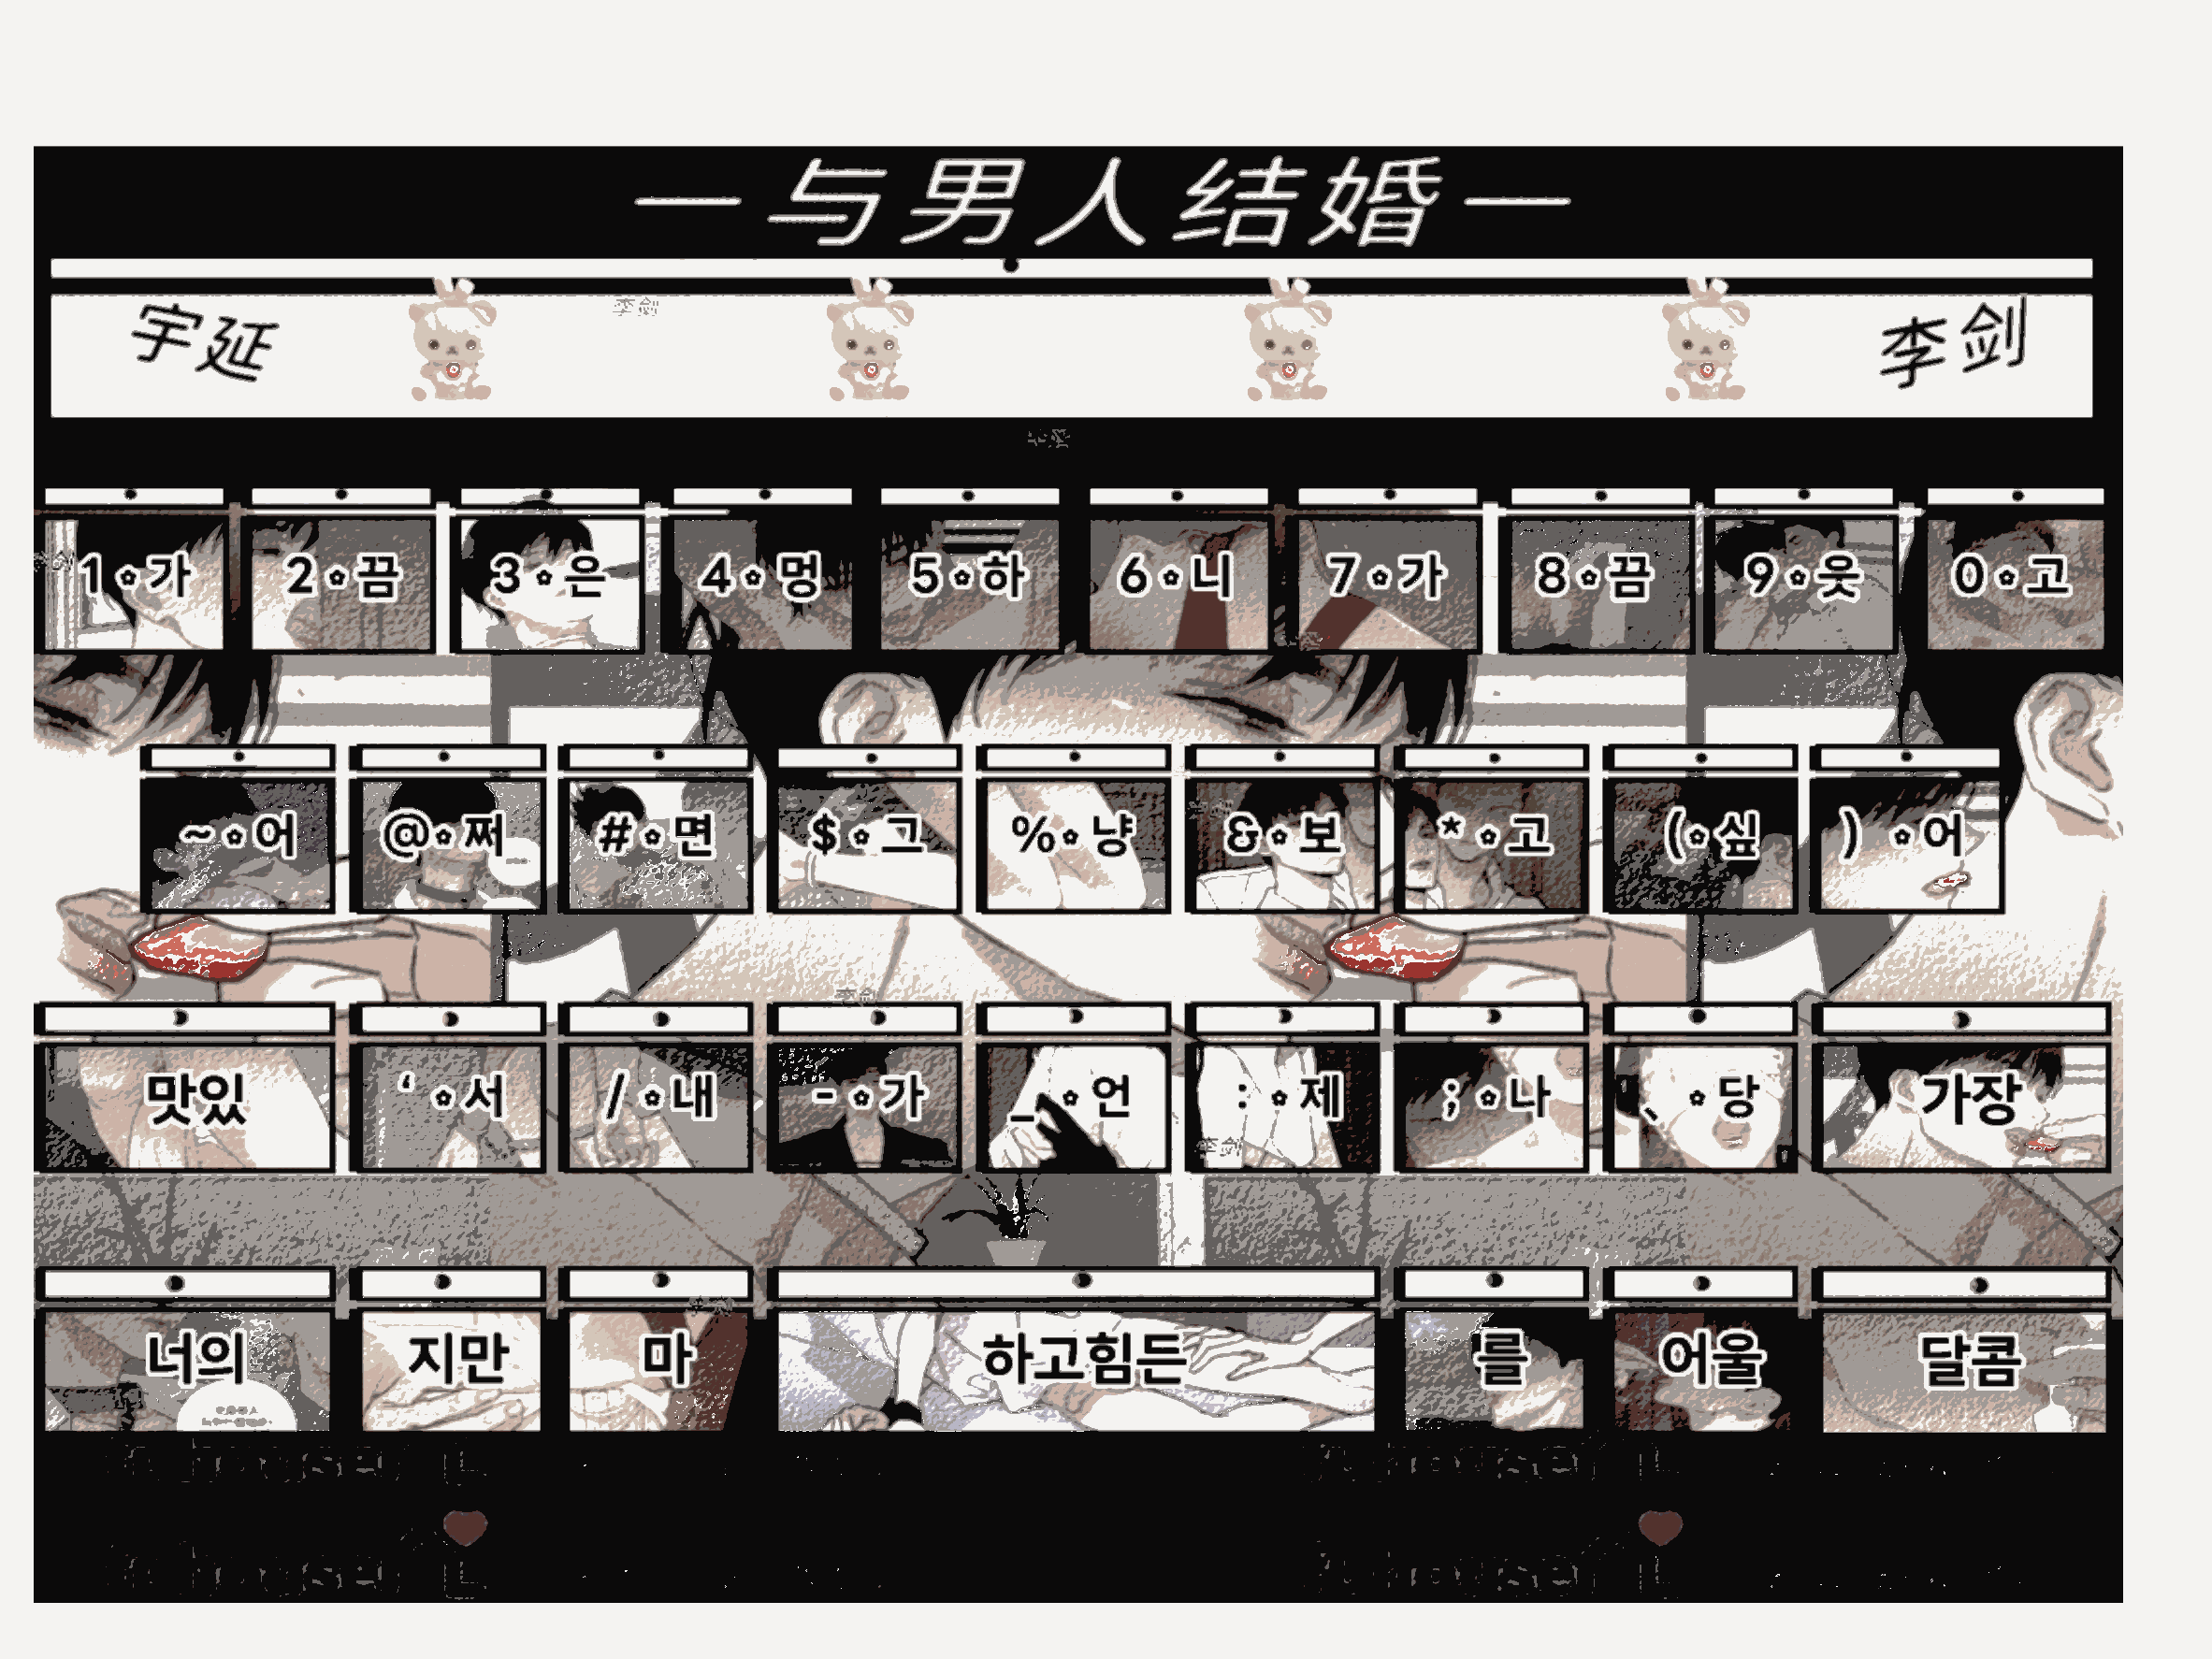 —与男人结婚—
宇延 李剑 李剑
1✿가 2✿끔 3✿은 4✿멍 5✿하 6✿니 7✿가 8✿끔 9✿웃 0✿고
~✿어 @✿쩌 #✿면 $✿그 %✿냥 &✿보 *✿고 (✿싶 )✿어
맛있 ‘✿서 /✿내 -✿가 _✿언 :✿제 ;✿나 、✿당 가장
너의 지만 마 하고힘든 를 어울 달콤